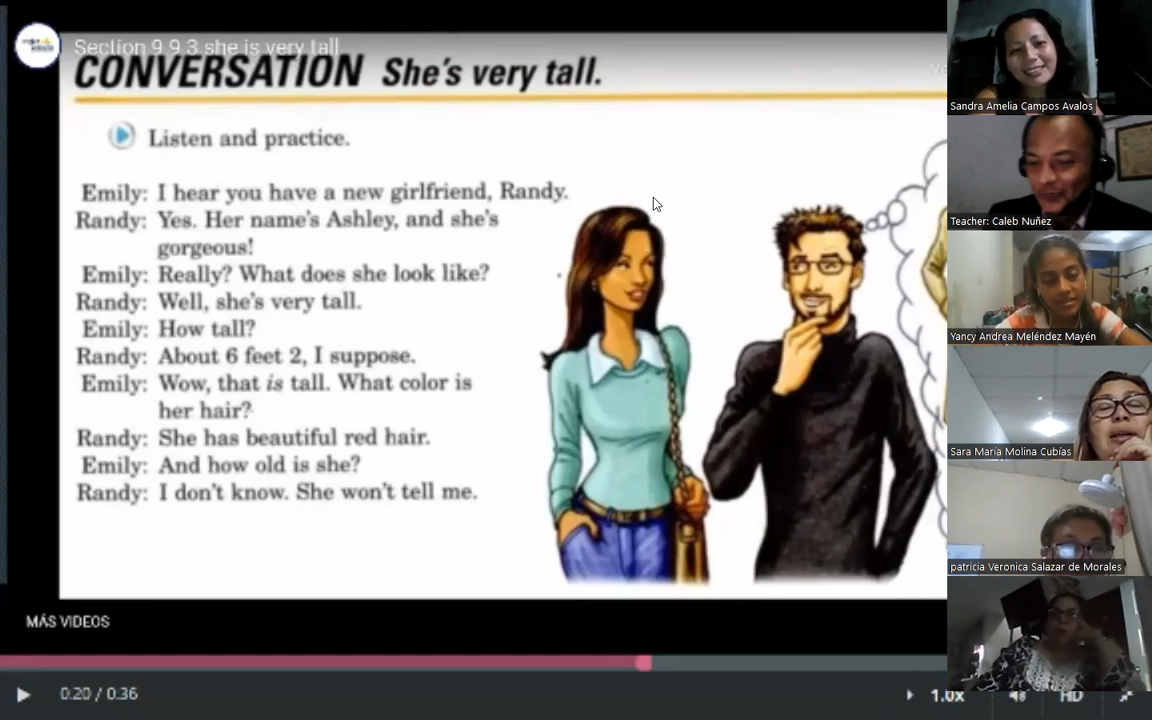 Section 9 9 3 she is very tall
CONVERSATION She's very tall.
Listen and practice.
Emily: I hear you have a new girlfriend, Randy.
Randy: Yes. Her name's Ashley, and she's
gorgeous!
Emily: Really? What does she look like?
Randy: Well, she's very tall.
Emily: How tall?
Randy: About 6 feet 2, I suppose.
Emily: Wow, that is tall. What color is
her hair?
Randy: She has beautiful red hair.
Emily: And how old is she?
Randy: I don't know. She won't tell me.
MÁS VIDEOS
0:20 / 0:36
1.0x
HD
Sandra Amelia Campos Avalos
Teacher: Caleb Nuñez
Yancy Andrea Meléndez Mayén
Sara María Molina Cubías
patricia Veronica Salazar de Morales